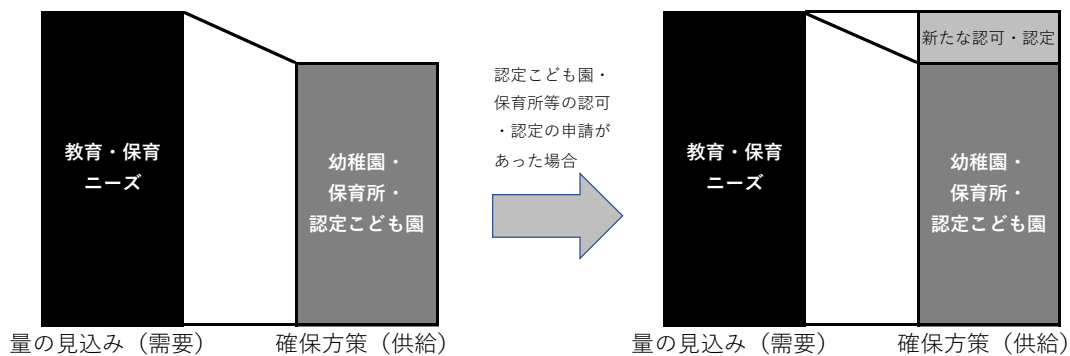 教育・保育
ニーズ
幼稚園・
保育所・
認定こども園
量の見込み（需要）
確保方策（供給）
認定こども園・
保育所等の認可
・認定の申請が
あった場合
新たな認可・認定
教育・保育
ニーズ
幼稚園・
保育所・
認定こども園
量の見込み（需要）
確保方策（供給）